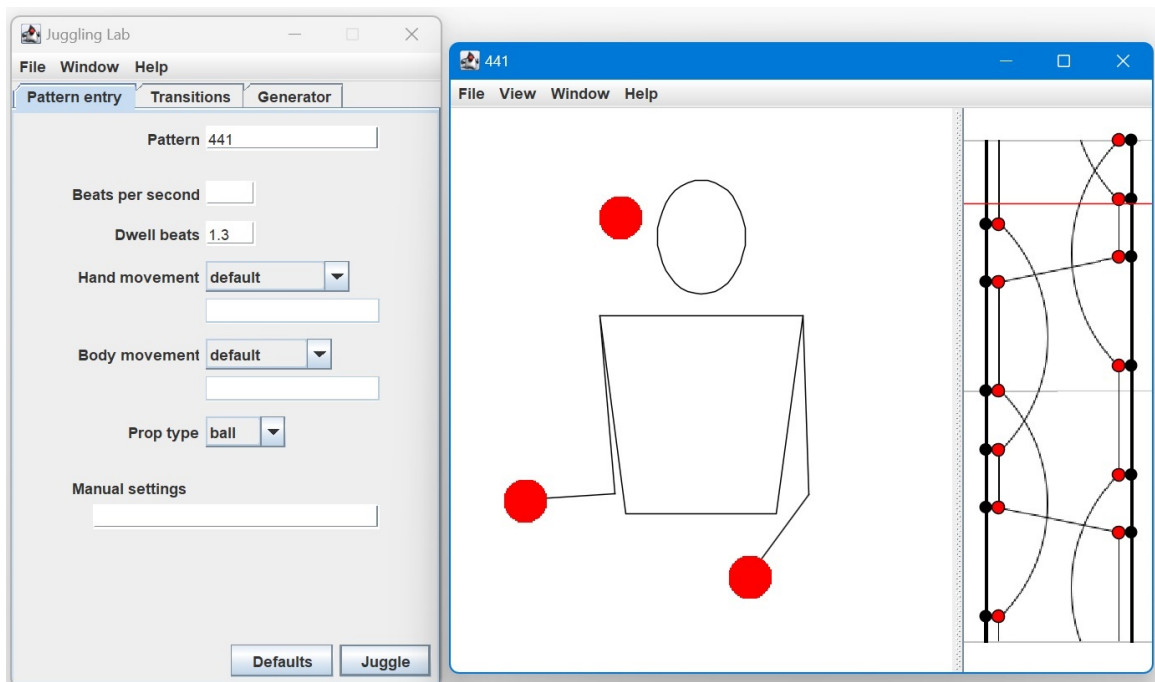 Juggling Lab
File Window Help
Pattern entry Transitions Generator
Pattern 441
Beats per second
Dwell beats 1.3
Hand movement default
Body movement default
Prop type ball
Manual settings
Defaults Juggle
441
File View Window Help